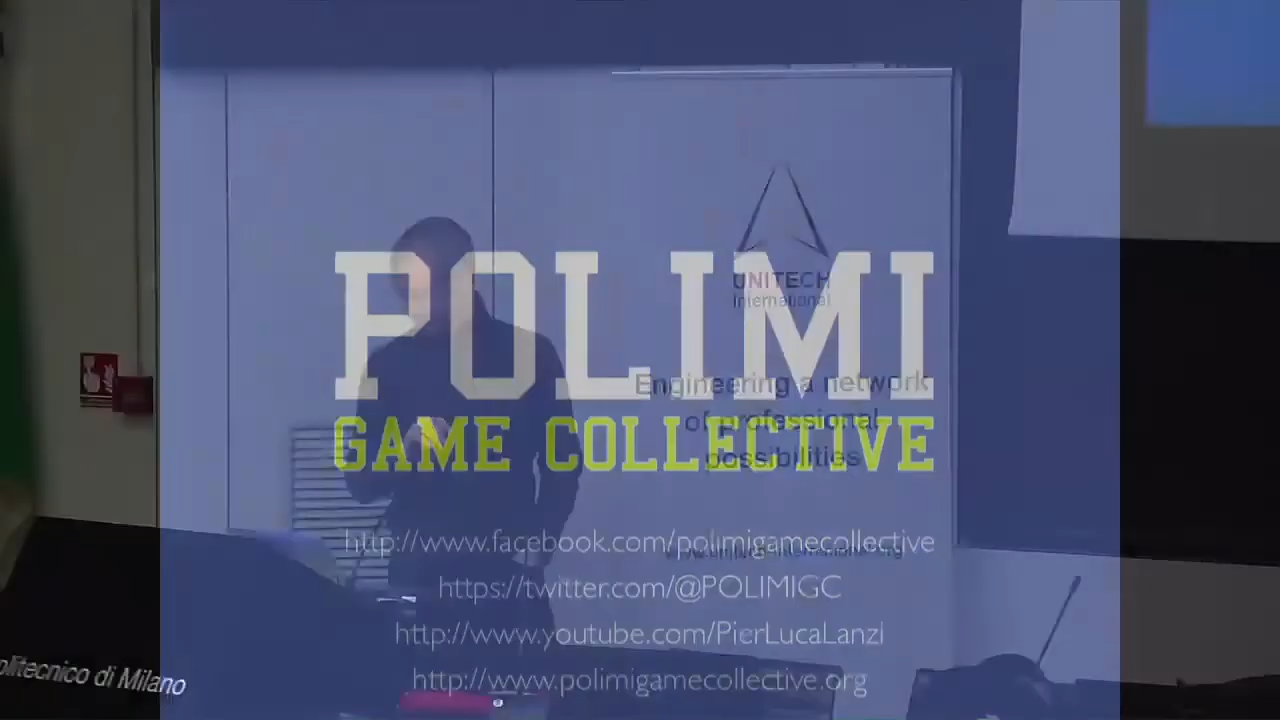 UNITECH
International
POLIMI
Engineering a network
of professional
possibilities
GAME COLLECTIVE
http://www.facebook.com/polimigamecollective
https://twitter.com/@POLIMIGC
http://www.youtube.com/PierLucaLanzi
http://www.polimigamecollective.org
olitecnico di Milano